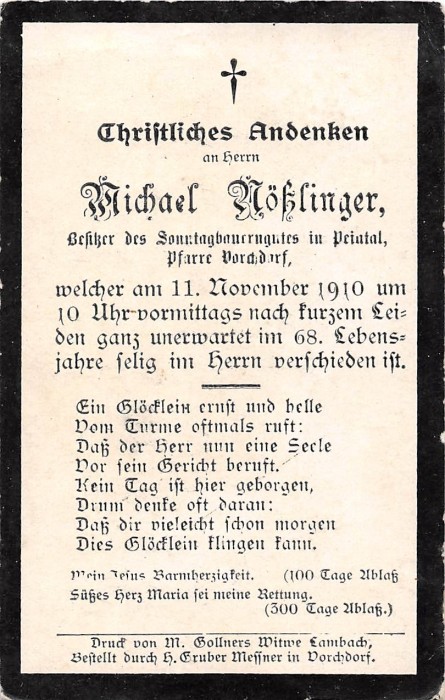 Christliches Andenken
an Herrn
Michael Nößlinger,
Besitzer des Sonntagbauerngutes in Peintal,
Pfarre Vorchdorf,
welcher am 11. November 1910 um
10 Uhr vormittags nach kurzem Lei-
den ganz unerwartet im 68. Lebens-
jahre selig im Herrn verschieden ist.
Ein Glöcklein ernst und helle
Vom Turme oftmals ruft:
Daß der Herr nun eine Seele
Vor sein Gericht beruft.
Kein Tag ist hier geborgen,
Drum denke oft daran:
Daß dir vieleicht schon morgen
Dies Glöcklein klingen kann.
Mein Jesus Barmherzigkeit. (100 Tage Ablaß
Süßes Herz Maria sei meine Rettung.
(300 Tage Ablaß.)
Druck von M. Gollners Witwe Lambach,
Bestellt durch H. Gruber Messner in Vorchdorf.